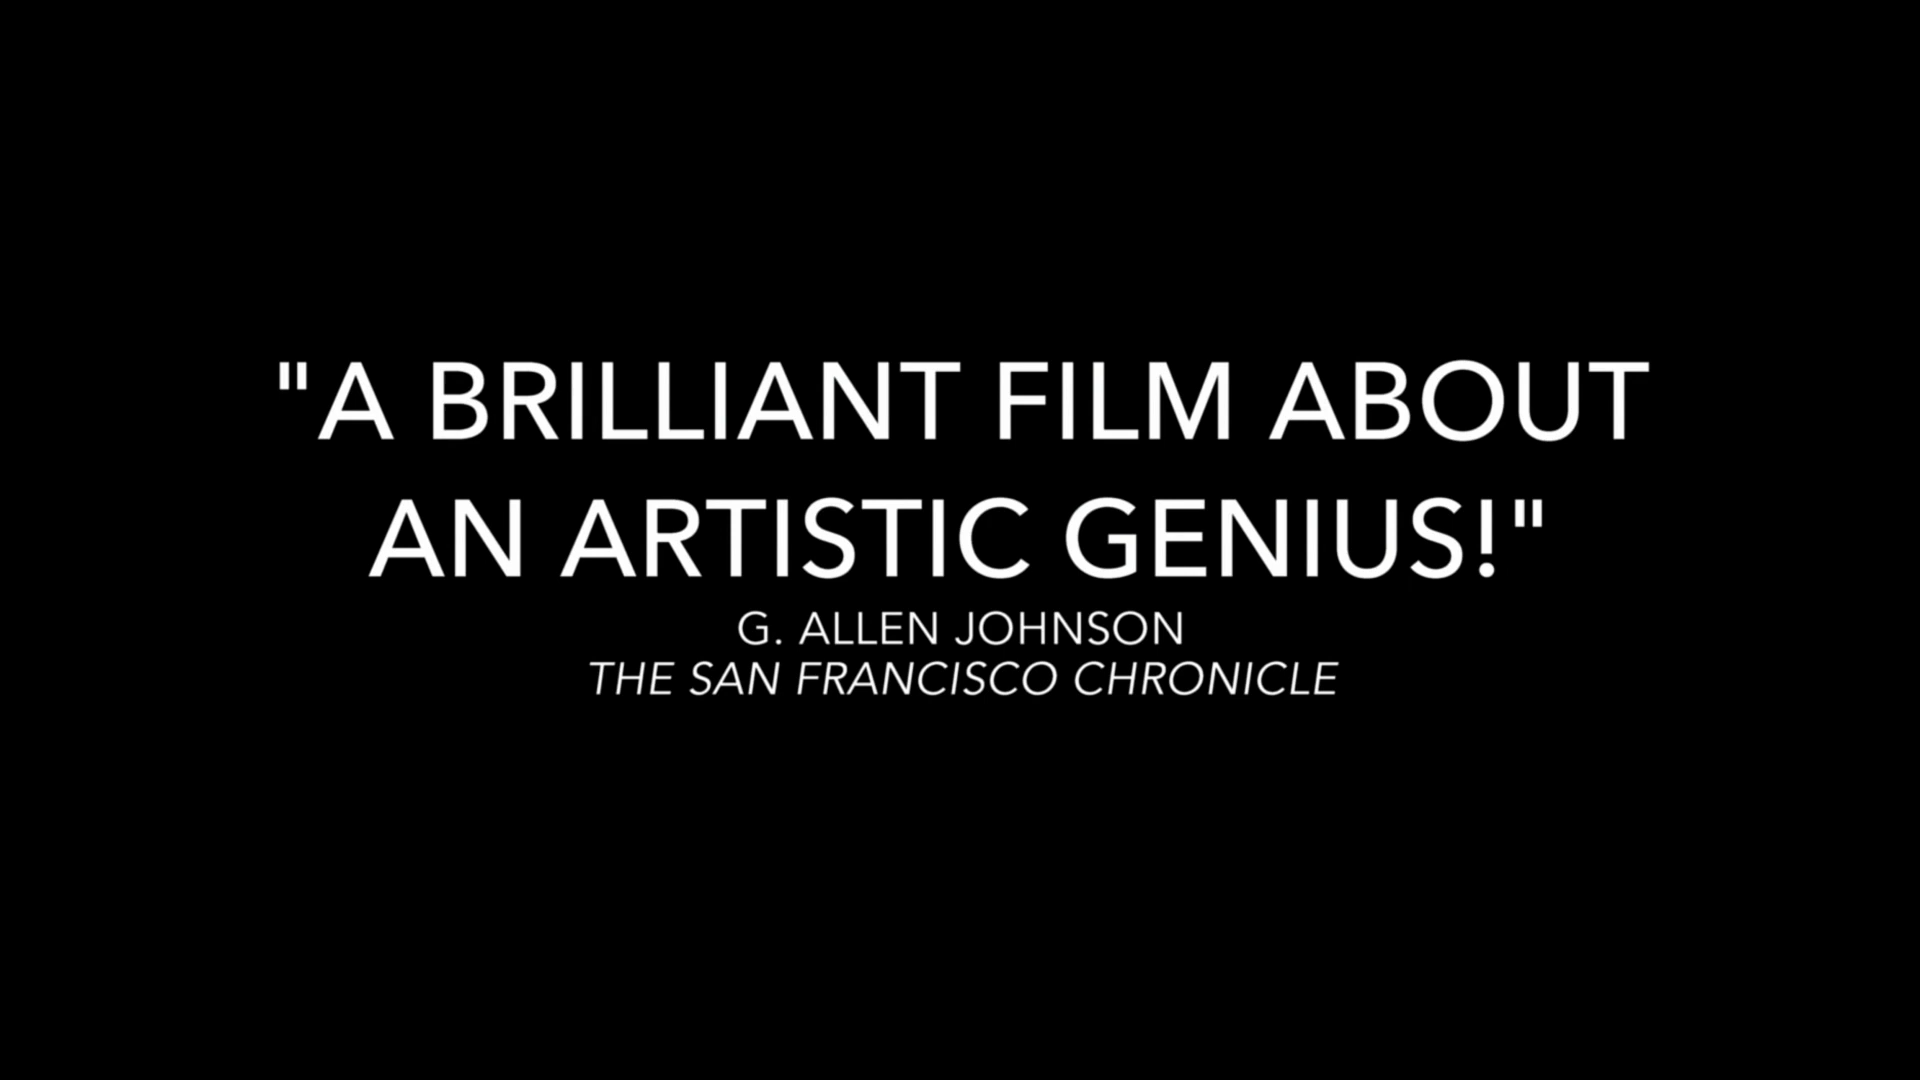 "A BRILLIANT FILM ABOUT
AN ARTISTIC GENIUS!"
G. ALLEN JOHNSON
THE SAN FRANCISCO CHRONICLE